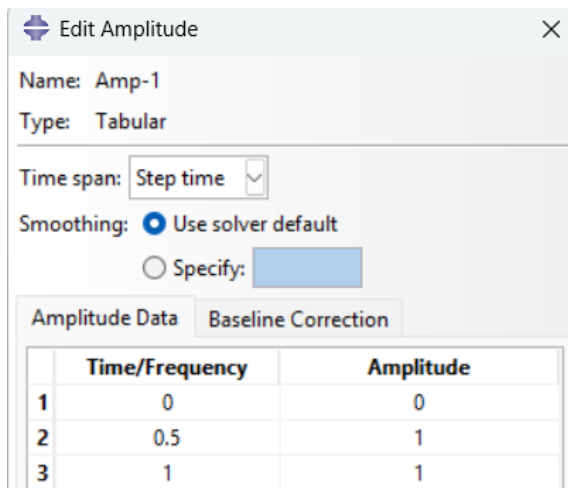 Edit Amplitude
Name: Amp-1
Type: Tabular
Time span: Step time
Smoothing: Use solver default
Specify:
Amplitude Data Baseline Correction
Time/Frequency Amplitude
1 0 0
2 0.5 1
3 1 1